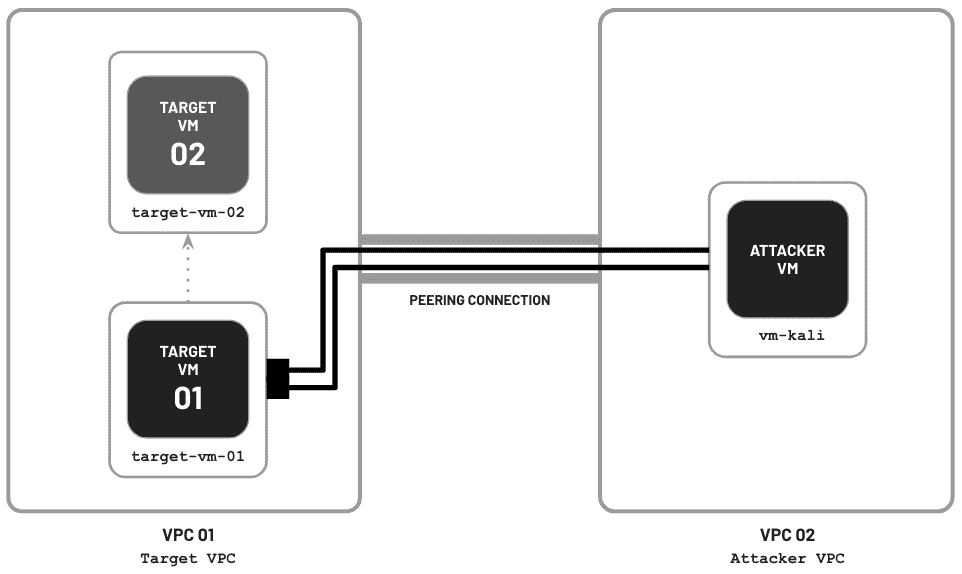 TARGET
VM
02
target-vm-02
TARGET
VM
01
target-vm-01
PEERING CONNECTION
ATTACKER
VM
vm-kali
VPC 01
Target VPC
VPC 02
Attacker VPC